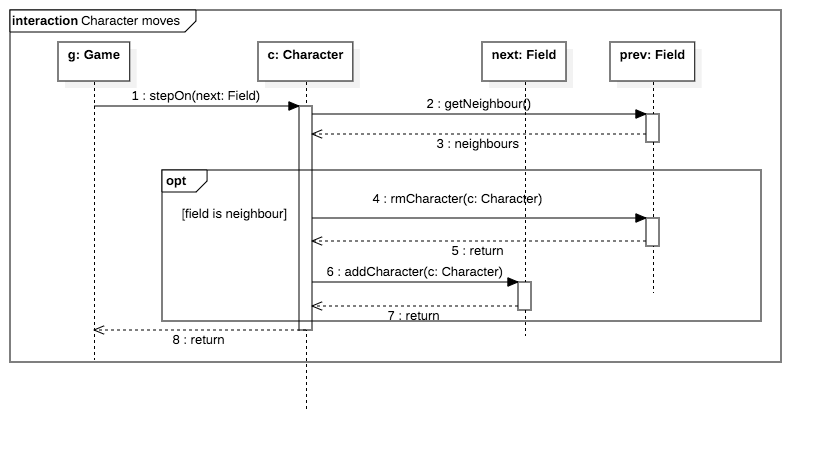 interaction Character moves
g: Game
c: Character
next: Field
prev: Field
1 : stepOn(next: Field)
2 : getNeighbour()
3 : neighbours
opt
4 : rmCharacter(c: Character)
[field is neighbour]
5 : return
6 : addCharacter(c: Character)
7 : return
8 : return